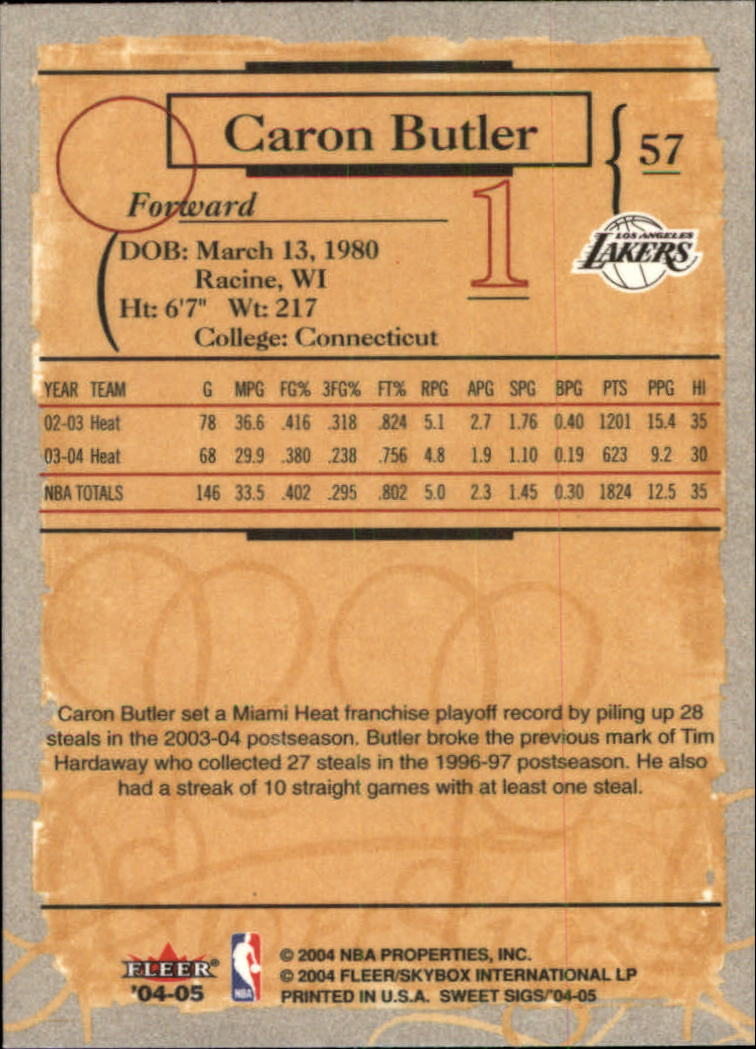 Caron Butler
57
Forward
1
LOS ANGELES
LAKERS
DOB: March 13, 1980
Racine, WI
Ht: 6'7" Wt: 217
College: Connecticut
YEAR TEAM G MPG FG% 3FG% FT% RPG APG SPG BPG PTS PPG HI
02-03 Heat 78 36.6 .416 .318 .824 5.1 2.7 1.76 0.40 1201 15.4 35
03-04 Heat 68 29.9 .380 .238 .756 4.8 1.9 1.10 0.19 623 9.2 30
NBA TOTALS 146 33.5 .402 .295 .802 5.0 2.3 1.45 0.30 1824 12.5 35
Caron Butler set a Miami Heat franchise playoff record by piling up 28
steals in the 2003-04 postseason. Butler broke the previous mark of Tim
Hardaway who collected 27 steals in the 1996-97 postseason. He also
had a streak of 10 straight games with at least one steal.
FLEER®
'04-05
NBA
© 2004 NBA PROPERTIES, INC.
© 2004 FLEER/SKYBOX INTERNATIONAL LP
PRINTED IN U.S.A. SWEET SIGS/'04-05